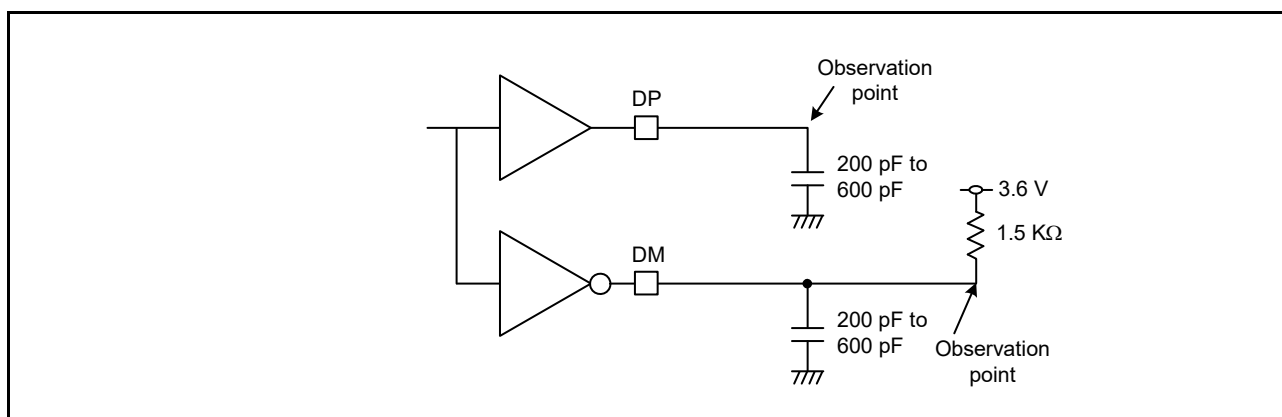 Observation
point
DP
200 pF to
600 pF
3.6 V
1.5 KΩ
DM
200 pF to
600 pF
Observation
point